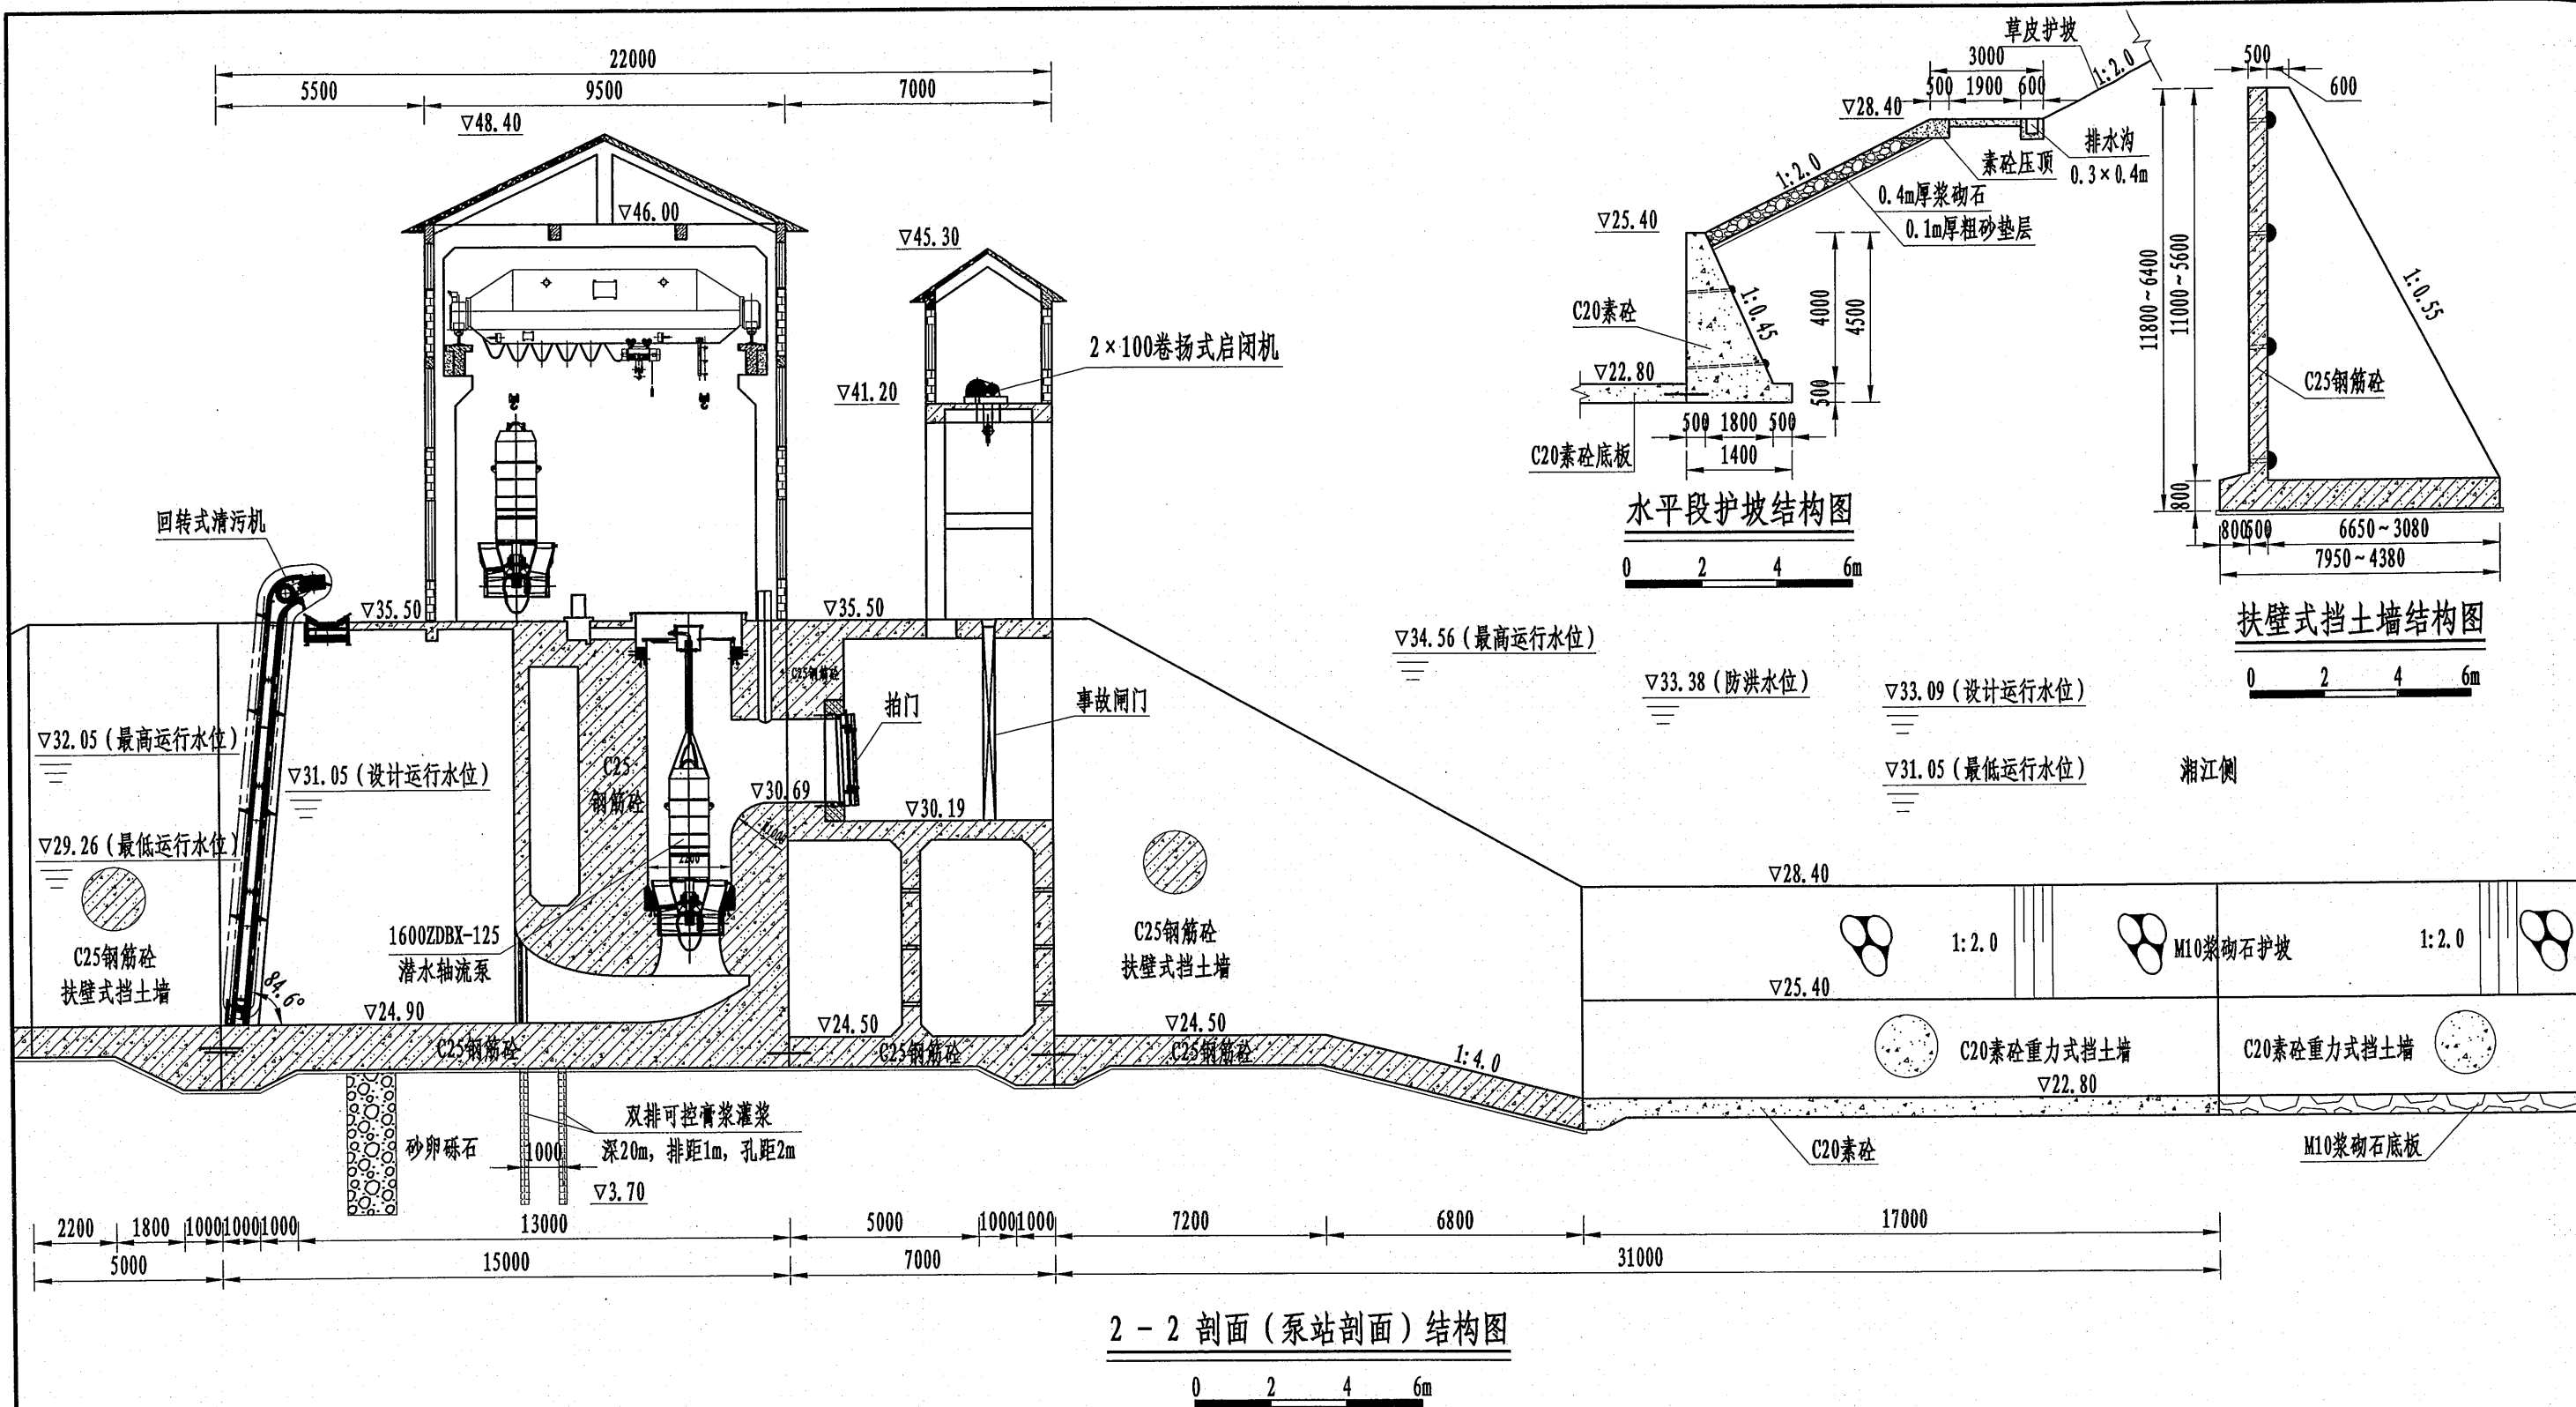 22000
5500
9500
7000
▽48.40
▽46.00
▽45.30
2×100卷扬式启闭机
▽41.20
回转式清污机
▽35.50
▽35.50
C25钢筋砼
拍门
事故闸门
▽32.05(最高运行水位)
▽31.05(设计运行水位)
▽29.26(最低运行水位)
C25
钢筋砼
▽30.69
R1000
▽30.19
2200
C25钢筋砼
扶壁式挡土墙
84.6°
1600ZDBX-125
潜水轴流泵
▽24.90
C25钢筋砼
▽24.50
C25钢筋砼
▽24.50
C25钢筋砼
C25钢筋砼
扶壁式挡土墙
1:4.0
▽34.56(最高运行水位)
▽33.38(防洪水位)
▽33.09(设计运行水位)
▽31.05(最低运行水位)
湘江侧
▽28.40
1:2.0
M10浆砌石护坡
1:2.0
▽25.40
C20素砼重力式挡土墙
C20素砼重力式挡土墙
▽22.80
C20素砼
M10浆砌石底板
砂卵砾石
1000
双排可控膏浆灌浆
深20m,排距1m,孔距2m
▽3.70
2200
1800
1000
1000
1000
13000
5000
1000
1000
7200
6800
17000
5000
15000
7000
31000
2-2剖面(泵站剖面)结构图
0 2 4 6m
草皮护坡
3000
500
1900
600
1:2.0
▽28.40
排水沟
0.3×0.4m
素砼压顶
1:2.0
0.4m厚浆砌石
0.1m厚粗砂垫层
▽25.40
C20素砼
1:0.45
4000
4500
▽22.80
500
C20素砼底板
500
1800
500
1400
水平段护坡结构图
0 2 4 6m
500
600
11800~6400
11000~5600
1:0.55
C25钢筋砼
800
800
500
6650~3080
7950~4380
扶壁式挡土墙结构图
0 2 4 6m